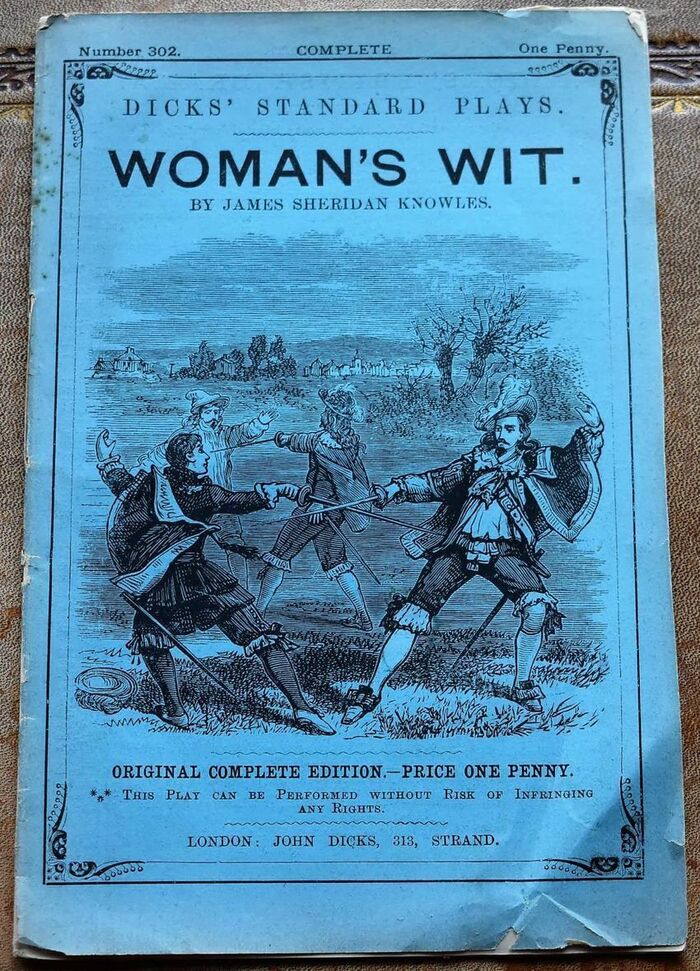 Number 302. COMPLETE One Penny.
DICKS' STANDARD PLAYS.
WOMAN'S WIT.
BY JAMES SHERIDAN KNOWLES.
ORIGINAL COMPLETE EDITION.—PRICE ONE PENNY.
*** THIS PLAY CAN BE PERFORMED WITHOUT RISK OF INFRINGING
ANY RIGHTS.
LONDON: JOHN DICKS, 313, STRAND.